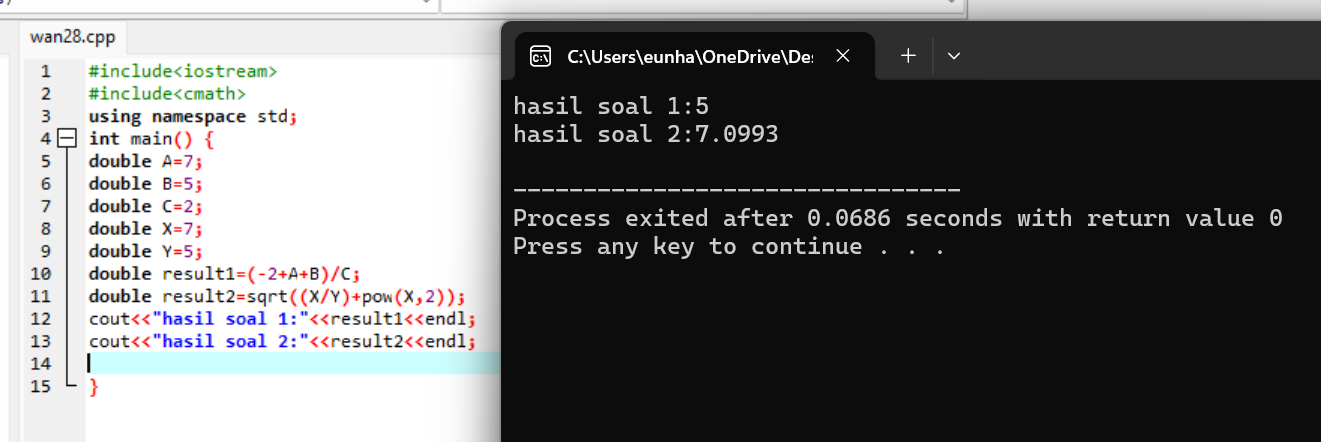 wan28.cpp
1 #include<iostream>
2 #include<cmath>
3 using namespace std;
4 int main() {
5 double A=7;
6 double B=5;
7 double C=2;
8 double X=7;
9 double Y=5;
10 double result1=(-2+A+B)/C;
11 double result2=sqrt((X/Y)+pow(X,2));
12 cout<<"hasil soal 1:"<<result1<<endl;
13 cout<<"hasil soal 2:"<<result2<<endl;
14
15 }
C:\Users\eunha\OneDrive\De
hasil soal 1:5
hasil soal 2:7.0993
--------------------------------
Process exited after 0.0686 seconds with return value 0
Press any key to continue . . .